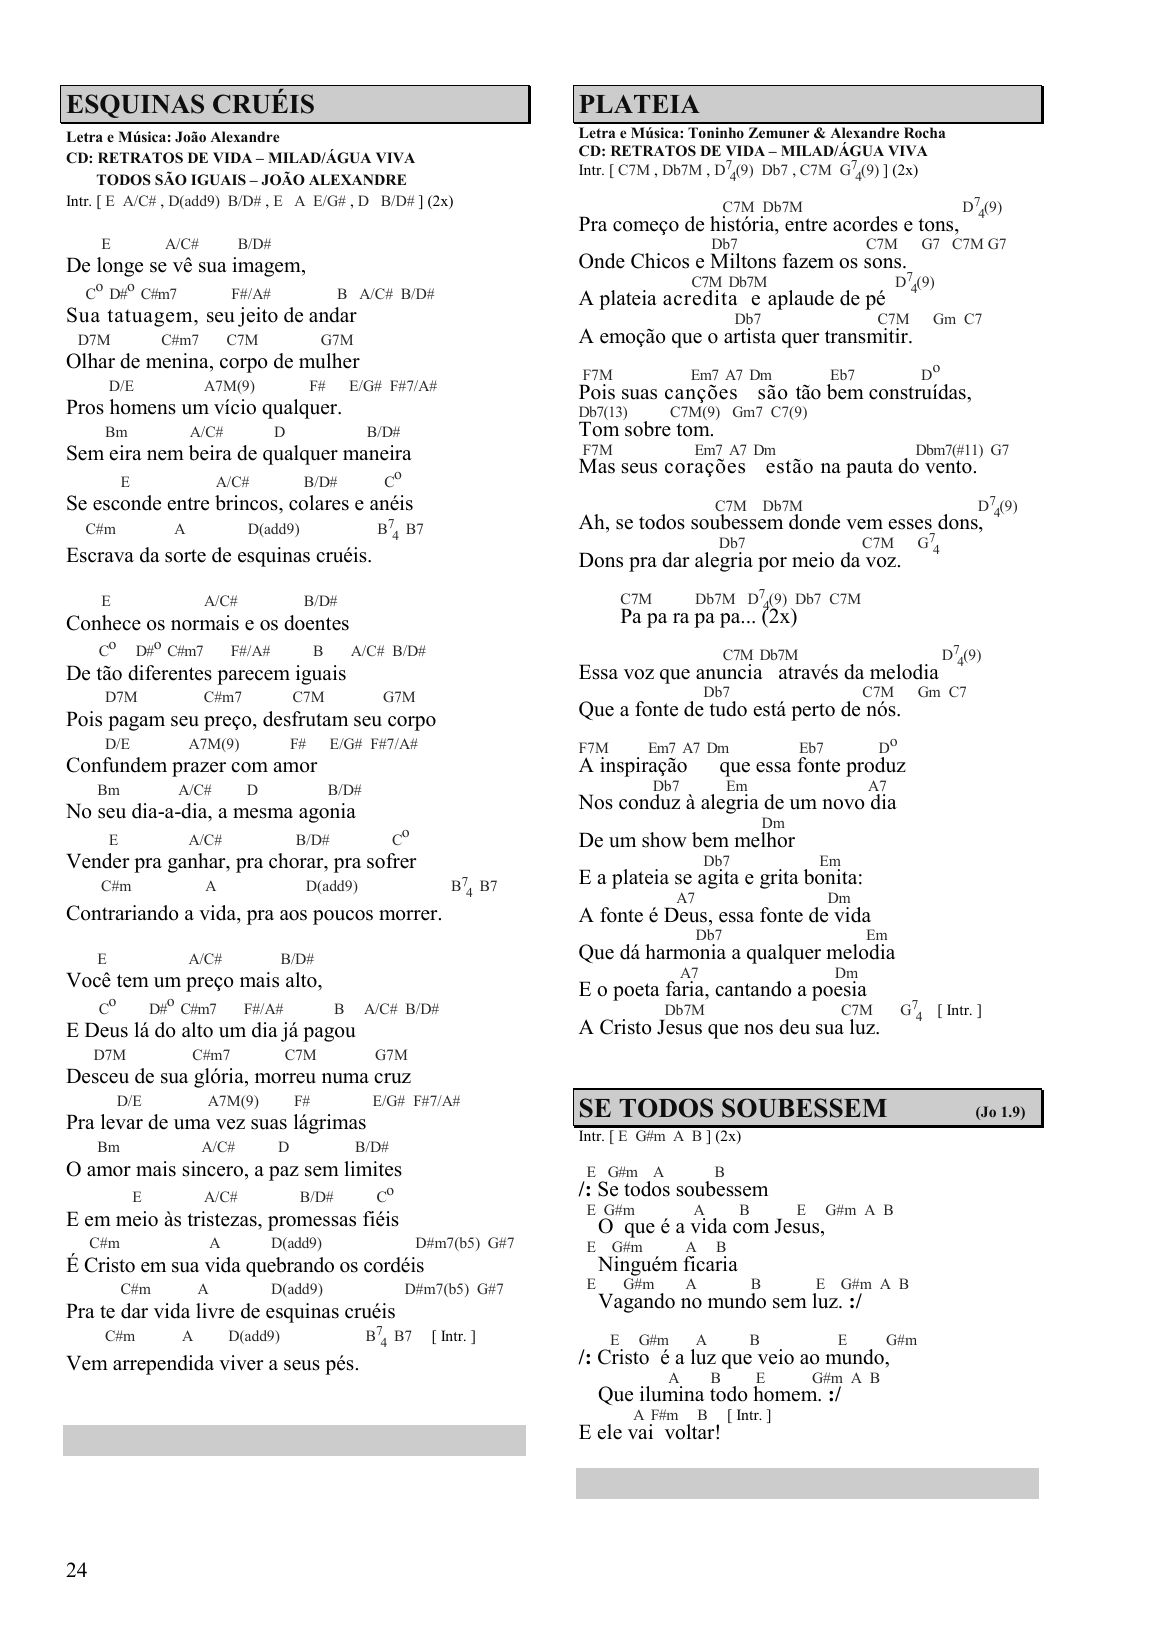 ESQUINAS CRUÉIS
Letra e Música: João Alexandre
CD: RETRATOS DE VIDA – MILAD/ÁGUA VIVA
TODOS SÃO IGUAIS – JOÃO ALEXANDRE
Intr. [ E A/C# , D(add9) B/D# , E A E/G# , D B/D# ] (2x)
E A/C# B/D#
De longe se vê sua imagem,
Cº D#º C#m7 F#/A# B A/C# B/D#
Sua tatuagem, seu jeito de andar
D7M C#m7 C7M G7M
Olhar de menina, corpo de mulher
D/E A7M(9) F# E/G# F#7/A#
Pros homens um vício qualquer.
Bm A/C# D B/D#
Sem eira nem beira de qualquer maneira
E A/C# B/D# Cº
Se esconde entre brincos, colares e anéis
C#m A D(add9) B7/4 B7
Escrava da sorte de esquinas cruéis.
E A/C# B/D#
Conhece os normais e os doentes
Cº D#º C#m7 F#/A# B A/C# B/D#
De tão diferentes parecem iguais
D7M C#m7 C7M G7M
Pois pagam seu preço, desfrutam seu corpo
D/E A7M(9) F# E/G# F#7/A#
Confundem prazer com amor
Bm A/C# D B/D#
No seu dia-a-dia, a mesma agonia
E A/C# B/D# Cº
Vender pra ganhar, pra chorar, pra sofrer
C#m A D(add9) B7/4 B7
Contrariando a vida, pra aos poucos morrer.
E A/C# B/D#
Você tem um preço mais alto,
Cº D#º C#m7 F#/A# B A/C# B/D#
E Deus lá do alto um dia já pagou
D7M C#m7 C7M G7M
Desceu de sua glória, morreu numa cruz
D/E A7M(9) F# E/G# F#7/A#
Pra levar de uma vez suas lágrimas
Bm A/C# D B/D#
O amor mais sincero, a paz sem limites
E A/C# B/D# Cº
E em meio às tristezas, promessas fiéis
C#m A D(add9) D#m7(b5) G#7
É Cristo em sua vida quebrando os cordéis
C#m A D(add9) D#m7(b5) G#7
Pra te dar vida livre de esquinas cruéis
C#m A D(add9) B7/4 B7 [ Intr. ]
Vem arrependida viver a seus pés.
PLATEIA
Letra e Música: Toninho Zemuner & Alexandre Rocha
CD: RETRATOS DE VIDA – MILAD/ÁGUA VIVA
Intr. [ C7M , Db7M , D7/4(9) Db7 , C7M G7/4(9) ] (2x)
C7M Db7M D7/4(9)
Pra começo de história, entre acordes e tons,
Db7 C7M G7 C7M G7
Onde Chicos e Miltons fazem os sons.
C7M Db7M D7/4(9)
A plateia acredita e aplaude de pé
Db7 C7M Gm C7
A emoção que o artista quer transmitir.
F7M Em7 A7 Dm Eb7 Dº
Pois suas canções são tão bem construídas,
Db7(13) C7M(9) Gm7 C7(9)
Tom sobre tom.
F7M Em7 A7 Dm Dbm7(#11) G7
Mas seus corações estão na pauta do vento.
C7M Db7M D7/4(9)
Ah, se todos soubessem donde vem esses dons,
Db7 C7M G7/4
Dons pra dar alegria por meio da voz.
C7M Db7M D7/4(9) Db7 C7M
Pa pa ra pa pa... (2x)
C7M Db7M D7/4(9)
Essa voz que anuncia através da melodia
Db7 C7M Gm C7
Que a fonte de tudo está perto de nós.
F7M Em7 A7 Dm Eb7 Dº
A inspiração que essa fonte produz
Db7 Em A7
Nos conduz à alegria de um novo dia
Dm
De um show bem melhor
Db7 Em
E a plateia se agita e grita bonita:
A7 Dm
A fonte é Deus, essa fonte de vida
Db7 Em
Que dá harmonia a qualquer melodia
A7 Dm
E o poeta faria, cantando a poesia
Db7M C7M G7/4 [ Intr. ]
A Cristo Jesus que nos deu sua luz.
SE TODOS SOUBESSEM (Jo 1.9)
Intr. [ E G#m A B ] (2x)
E G#m A B
/: Se todos soubessem
E G#m A B E G#m A B
O que é a vida com Jesus,
E G#m A B
Ninguém ficaria
E G#m A B E G#m A B
Vagando no mundo sem luz. :/
E G#m A B E G#m
/: Cristo é a luz que veio ao mundo,
A B E G#m A B
Que ilumina todo homem. :/
A F#m B [ Intr. ]
E ele vai voltar!
24